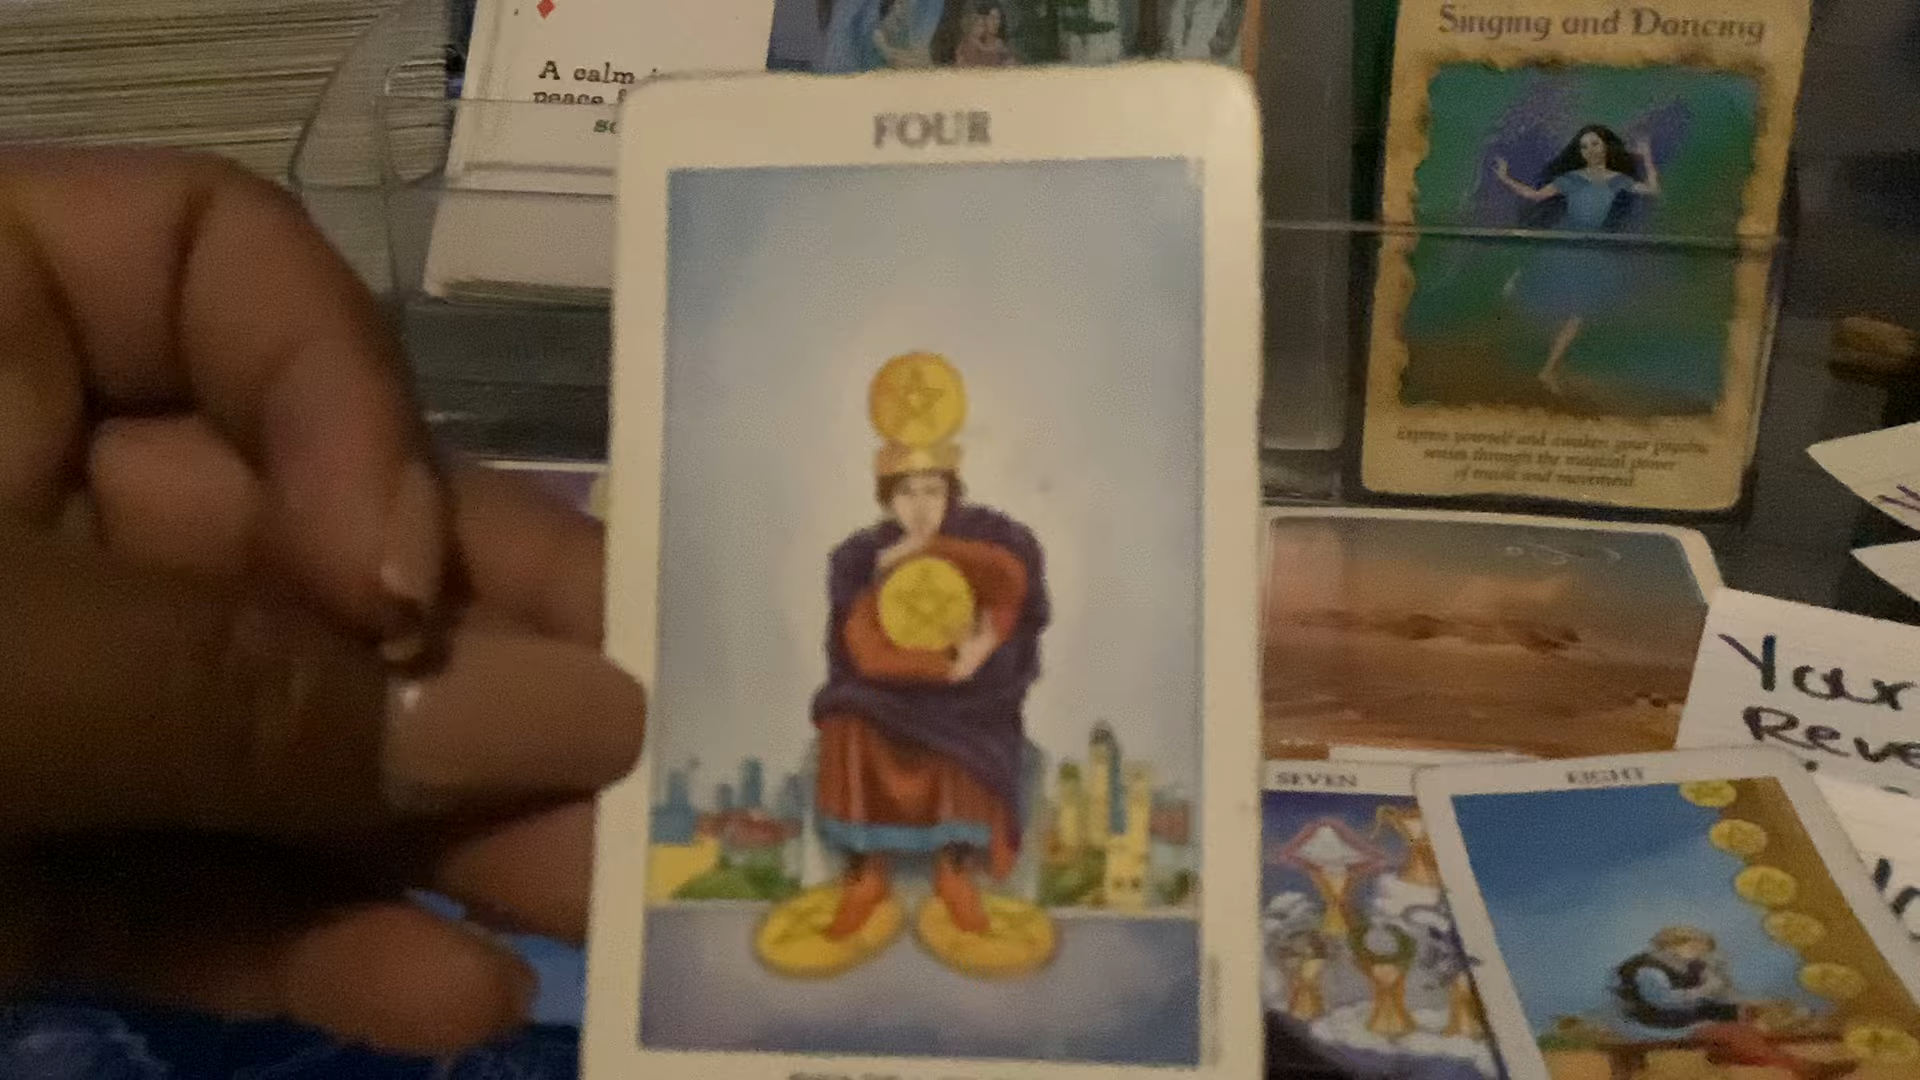 A calm
peace
FOUR
Singing and Dancing
Express yourself and awaken your psychic
senses through the magical power
of music and movement.
Your
Reve
SEVEN
EIGHT